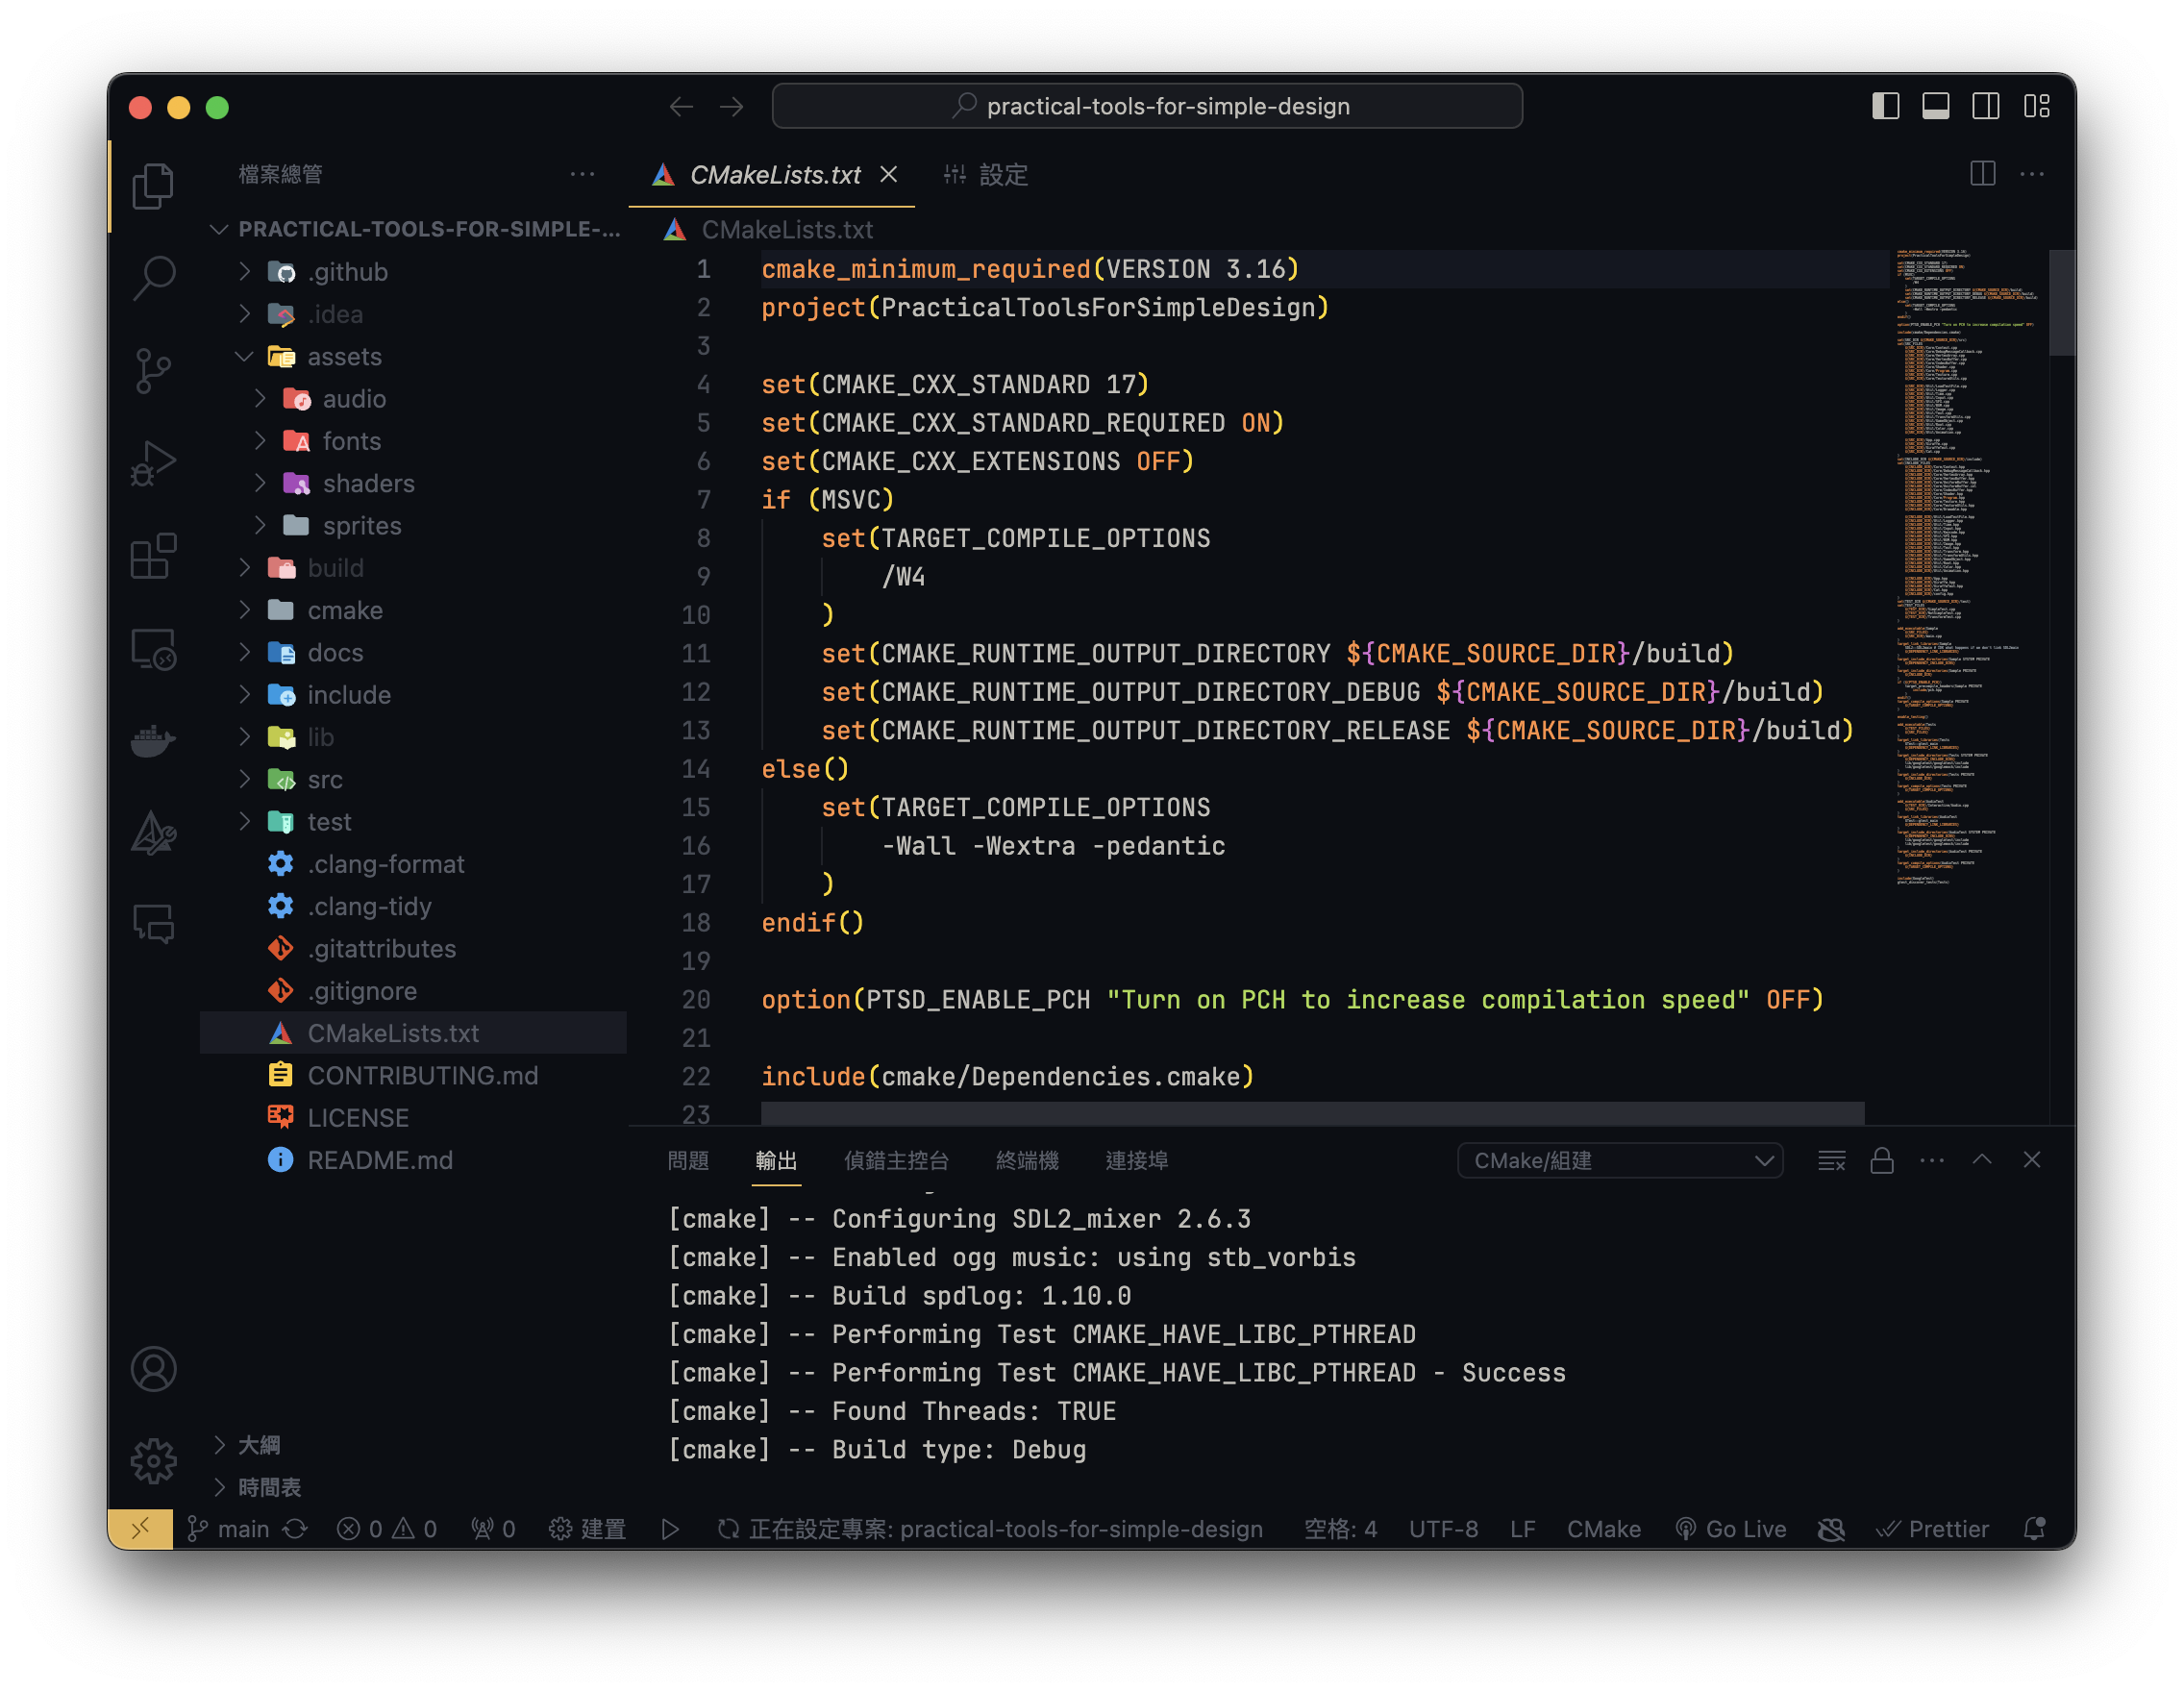 practical-tools-for-simple-design
檔案總管
PRACTICAL-TOOLS-FOR-SIMPLE-...
.github
.idea
assets
audio
fonts
shaders
sprites
build
cmake
docs
include
lib
src
test
.clang-format
.clang-tidy
.gitattributes
.gitignore
CMakeLists.txt
CONTRIBUTING.md
LICENSE
README.md
大綱
時間表
CMakeLists.txt
設定
CMakeLists.txt
1 cmake_minimum_required(VERSION 3.16)
2 project(PracticalToolsForSimpleDesign)
3
4 set(CMAKE_CXX_STANDARD 17)
5 set(CMAKE_CXX_STANDARD_REQUIRED ON)
6 set(CMAKE_CXX_EXTENSIONS OFF)
7 if (MSVC)
8     set(TARGET_COMPILE_OPTIONS
9         /W4
10     )
11     set(CMAKE_RUNTIME_OUTPUT_DIRECTORY ${CMAKE_SOURCE_DIR}/build)
12     set(CMAKE_RUNTIME_OUTPUT_DIRECTORY_DEBUG ${CMAKE_SOURCE_DIR}/build)
13     set(CMAKE_RUNTIME_OUTPUT_DIRECTORY_RELEASE ${CMAKE_SOURCE_DIR}/build)
14 else()
15     set(TARGET_COMPILE_OPTIONS
16         -Wall -Wextra -pedantic
17     )
18 endif()
19
20 option(PTSD_ENABLE_PCH "Turn on PCH to increase compilation speed" OFF)
21
22 include(cmake/Dependencies.cmake)
23
問題 輸出 偵錯主控台 終端機 連接埠 CMake/組建
[cmake] -- Configuring SDL2_mixer 2.6.3
[cmake] -- Enabled ogg music: using stb_vorbis
[cmake] -- Build spdlog: 1.10.0
[cmake] -- Performing Test CMAKE_HAVE_LIBC_PTHREAD
[cmake] -- Performing Test CMAKE_HAVE_LIBC_PTHREAD - Success
[cmake] -- Found Threads: TRUE
[cmake] -- Build type: Debug
main 0 0 0 建置 正在設定專案: practical-tools-for-simple-design 空格: 4 UTF-8 LF CMake Go Live Prettier